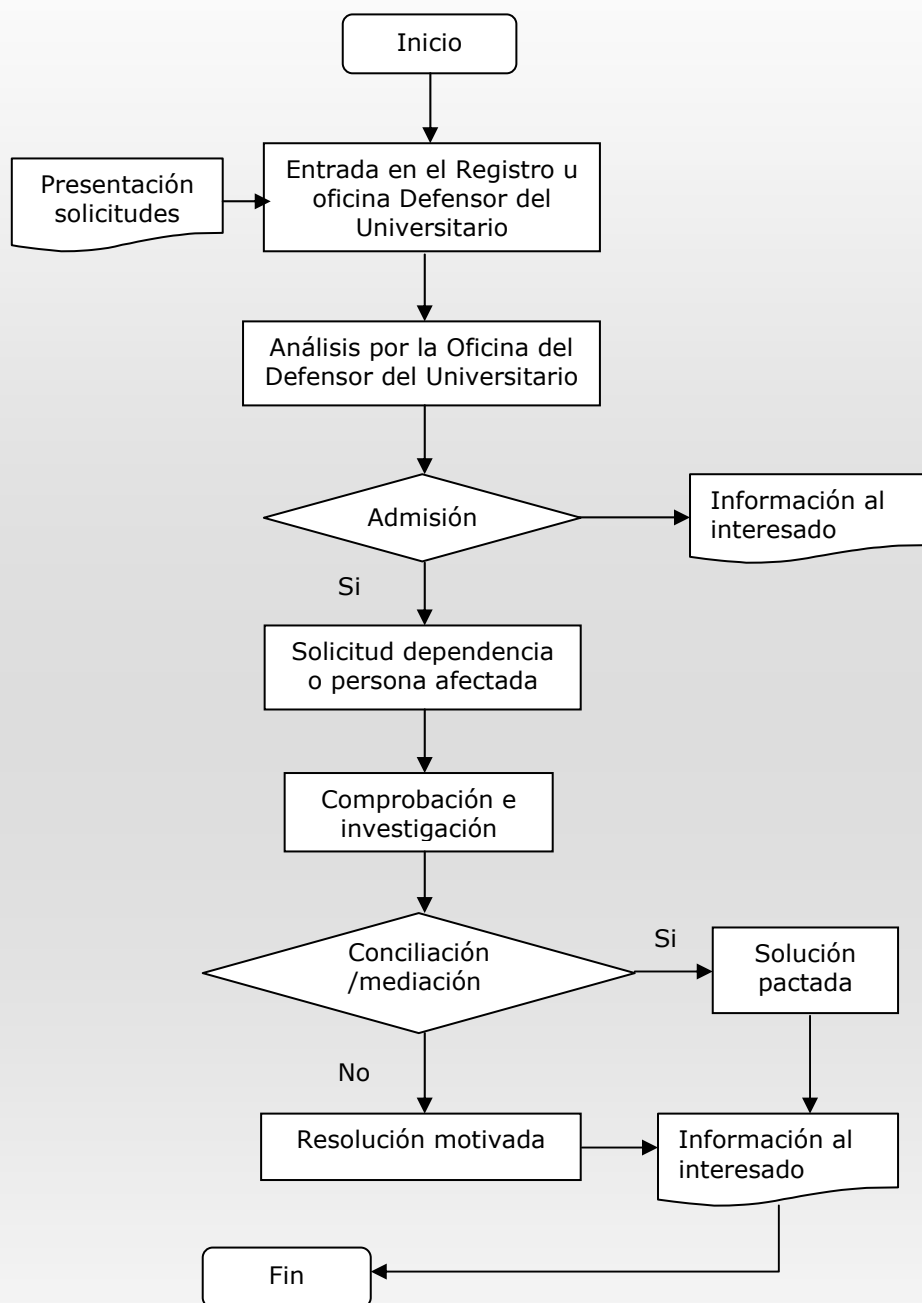 Inicio
Presentación
solicitudes
Entrada en el Registro u
oficina Defensor del
Universitario
Análisis por la Oficina del
Defensor del Universitario
Admisión
Información al
interesado
Si
Solicitud dependencia
o persona afectada
Comprobación e
investigación
Conciliación
/mediación
Si
Solución
pactada
No
Resolución motivada
Información al
interesado
Fin